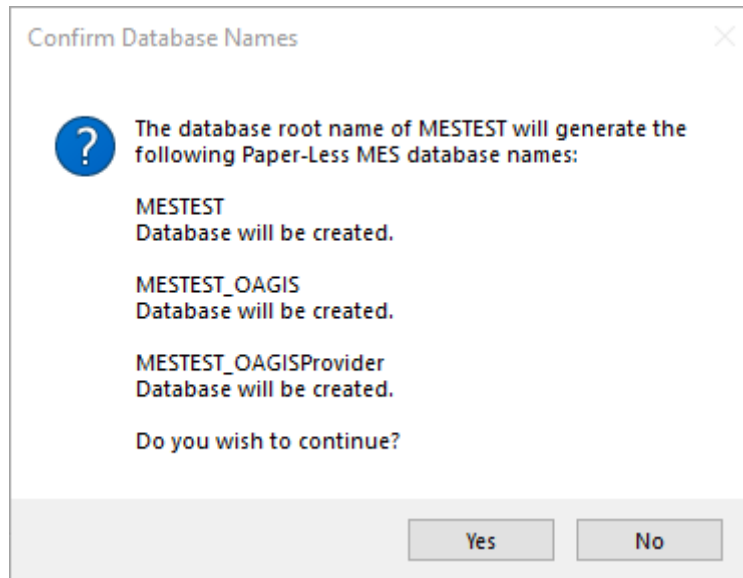 Confirm Database Names
The database root name of MESTEST will generate the
following Paper-Less MES database names:
MESTEST
Database will be created.
MESTEST_OAGIS
Database will be created.
MESTEST_OAGISProvider
Database will be created.
Do you wish to continue?
Yes
No